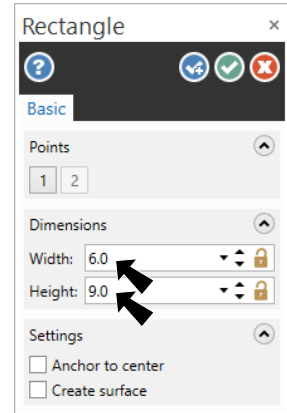 Rectangle ×
?
Basic
Points
1 2
Dimensions
Width: 6.0
Height: 9.0
Settings
Anchor to center
Create surface